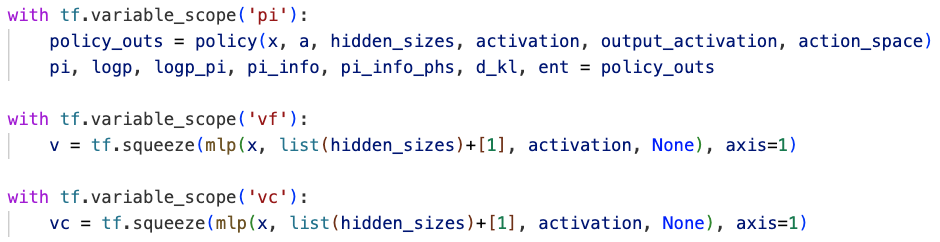 with tf.variable_scope('pi'):
    policy_outs = policy(x, a, hidden_sizes, activation, output_activation, action_space)
    pi, logp, logp_pi, pi_info, pi_info_phs, d_kl, ent = policy_outs

with tf.variable_scope('vf'):
    v = tf.squeeze(mlp(x, list(hidden_sizes)+[1], activation, None), axis=1)

with tf.variable_scope('vc'):
    vc = tf.squeeze(mlp(x, list(hidden_sizes)+[1], activation, None), axis=1)